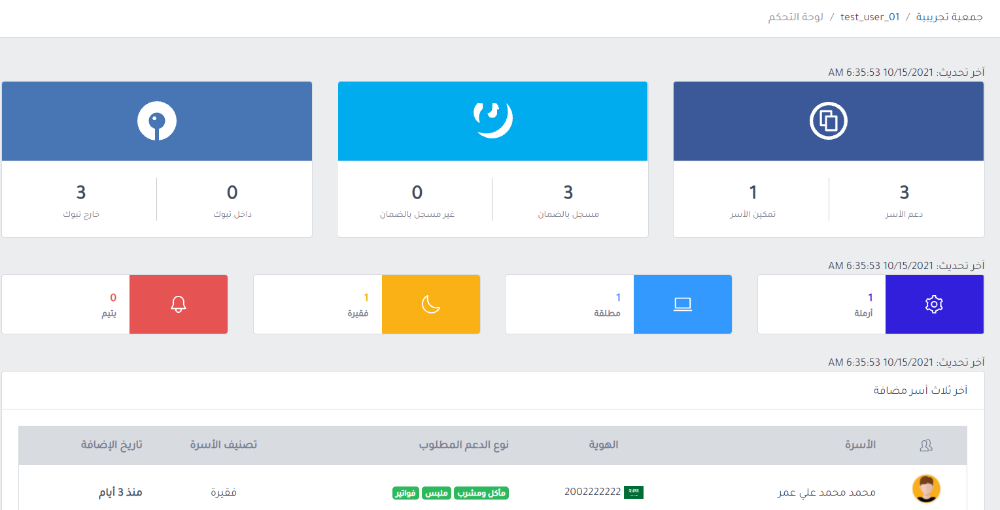 جمعية تجريبية / test_user_01 / لوحة التحكم
آخر تحديث: 10/15/2021 6:35:53 AM
3
دعم الأسر
1
تمكين الأسر
3
مسجل بالضمان
0
غير مسجل بالضمان
0
داخل تبوك
3
خارج تبوك
آخر تحديث: 10/15/2021 6:35:53 AM
1
أرملة
1
مطلقة
1
فقيرة
0
يتيم
آخر تحديث: 10/15/2021 6:35:53 AM
آخر ثلاث أسر مضافة
الأسرة الهوية نوع الدعم المطلوب تصنيف الأسرة تاريخ الإضافة
محمد محمد علي عمر 2002222222 مآكل ومشرب ملبس فواتير فقيرة منذ 3 أيام